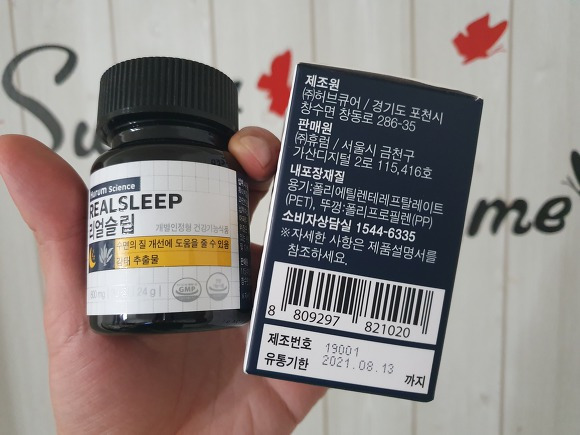 Hurum Science
REALSLEEP
리얼슬립
개별인정형 건강기능식품
수면의 질 개선에 도움을 줄 수 있음
감태 추출물
24 g
GMP
제조원
㈜허브큐어 / 경기도 포천시
창수면 창동로 286-35
판매원
㈜휴럼 / 서울시 금천구
가산디지털 2로 115,416호
내포장재질
용기:폴리에틸렌테레프탈레이트
(PET), 뚜껑:폴리프로필렌(PP)
소비자상담실 1544-6335
※자세한 사항은 제품설명서를
참조하세요.
8 809297 821020
제조번호 19001
유통기한 2021.08.13 까지
me